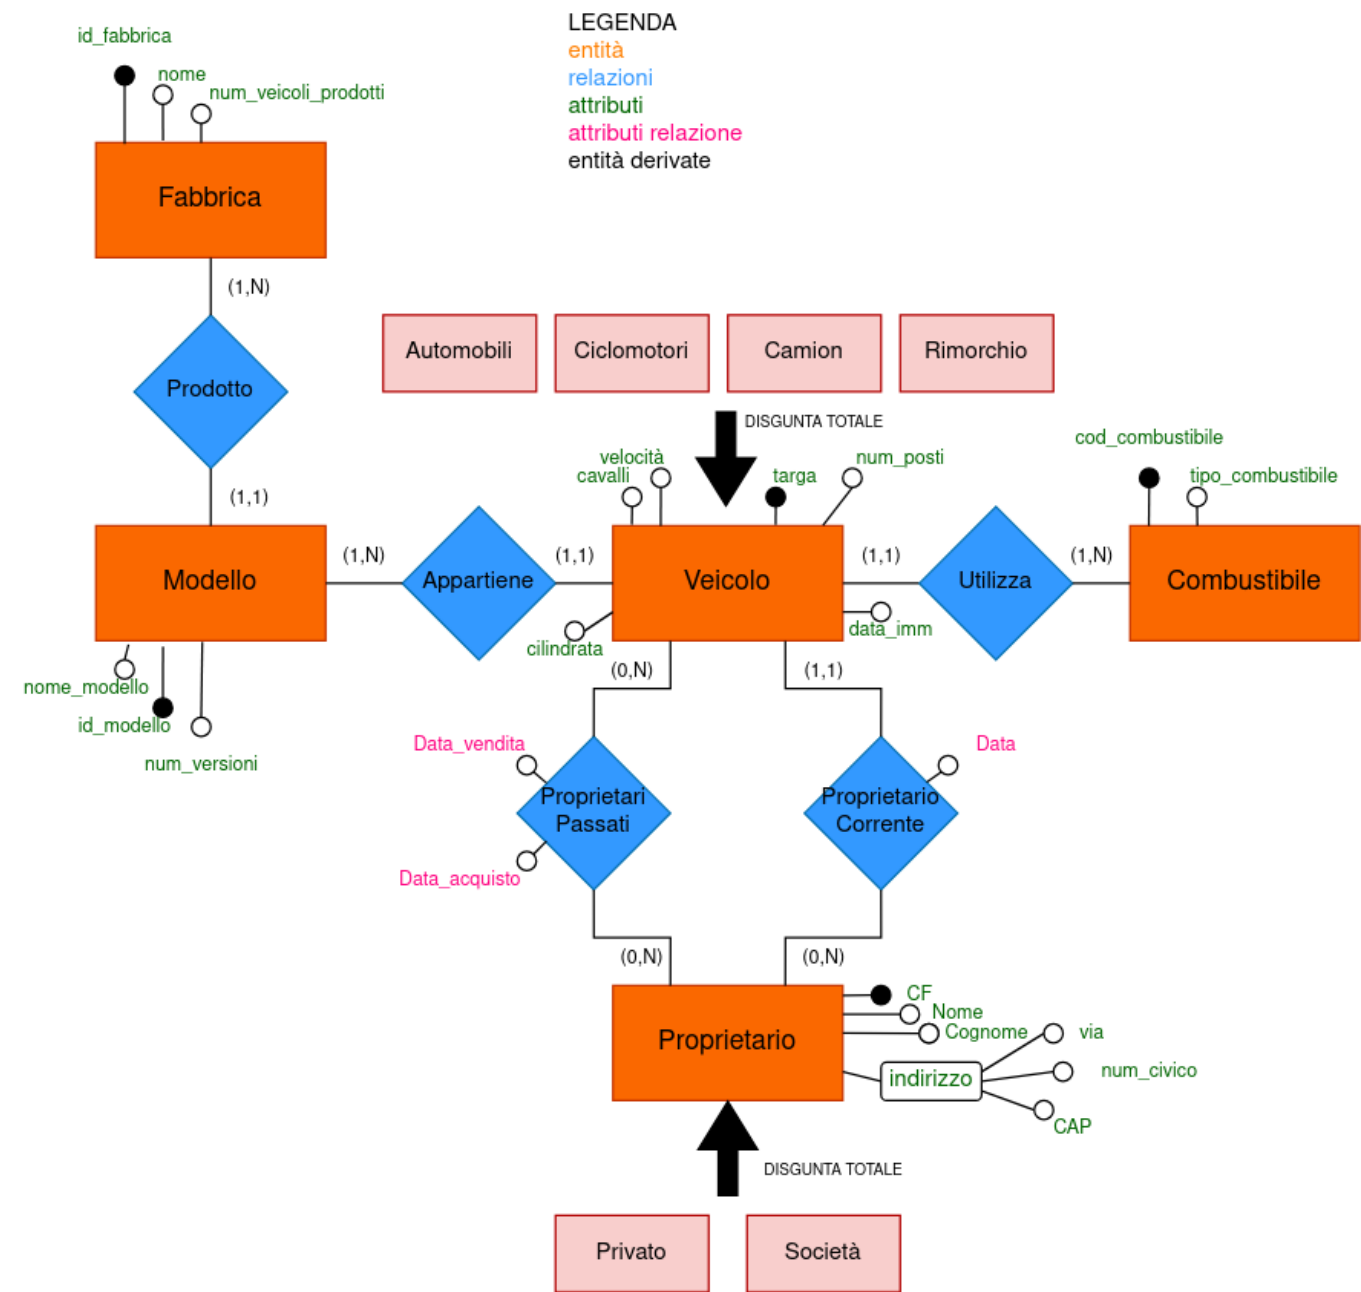 LEGENDA
entità
relazioni
attributi
attributi relazione
entità derivate
id_fabbrica
nome
num_veicoli_prodotti
Fabbrica
(1,N)
Prodotto
(1,1)
Automobili
Ciclomotori
Camion
Rimorchio
DISGUNTA TOTALE
velocità
cavalli
targa
num_posti
cod_combustibile
tipo_combustibile
Modello
(1,N)
Appartiene
(1,1)
Veicolo
(1,1)
Utilizza
(1,N)
Combustibile
cilindrata
data_imm
nome_modello
id_modello
num_versioni
(0,N)
(1,1)
Data_vendita
Data
Proprietari
Passati
Proprietario
Corrente
Data_acquisto
(0,N)
(0,N)
Proprietario
CF
Nome
Cognome
indirizzo
via
num_civico
CAP
DISGUNTA TOTALE
Privato
Società